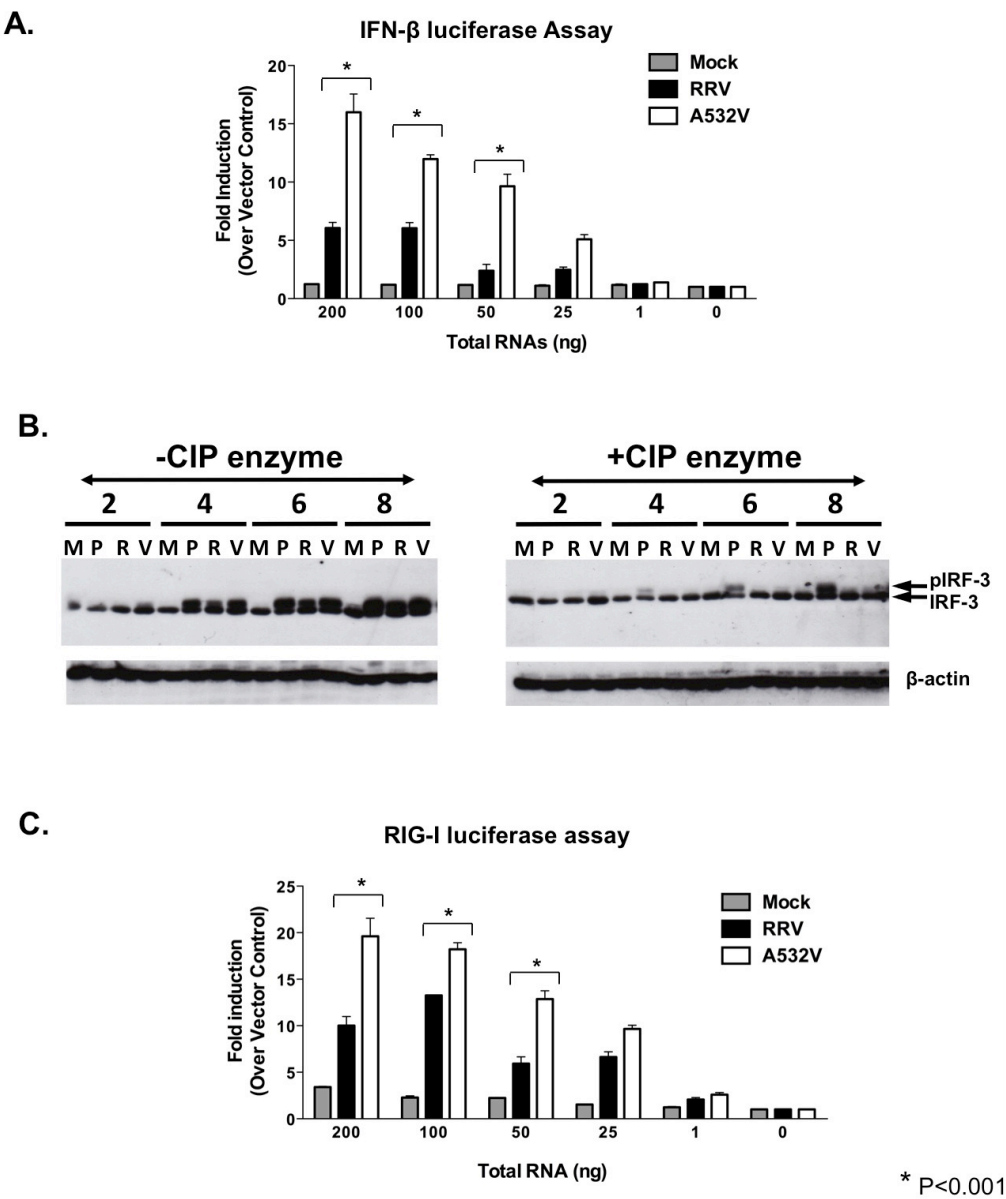 A.
IFN-β luciferase Assay
Fold Induction
(Over Vector Control)
20
15
10
5
0
* * *
Mock
RRV
A532V
200 100 50 25 1 0
Total RNAs (ng)
B.
-CIP enzyme
+CIP enzyme
2 4 6 8
2 4 6 8
M P R V M P R V M P R V M P R V
M P R V M P R V M P R V M P R V
pIRF-3
IRF-3
β-actin
C.
RIG-I luciferase assay
Fold induction
(Over Vector Control)
25
20
15
10
5
0
* * *
Mock
RRV
A532V
200 100 50 25 1 0
Total RNA (ng)
* P<0.001